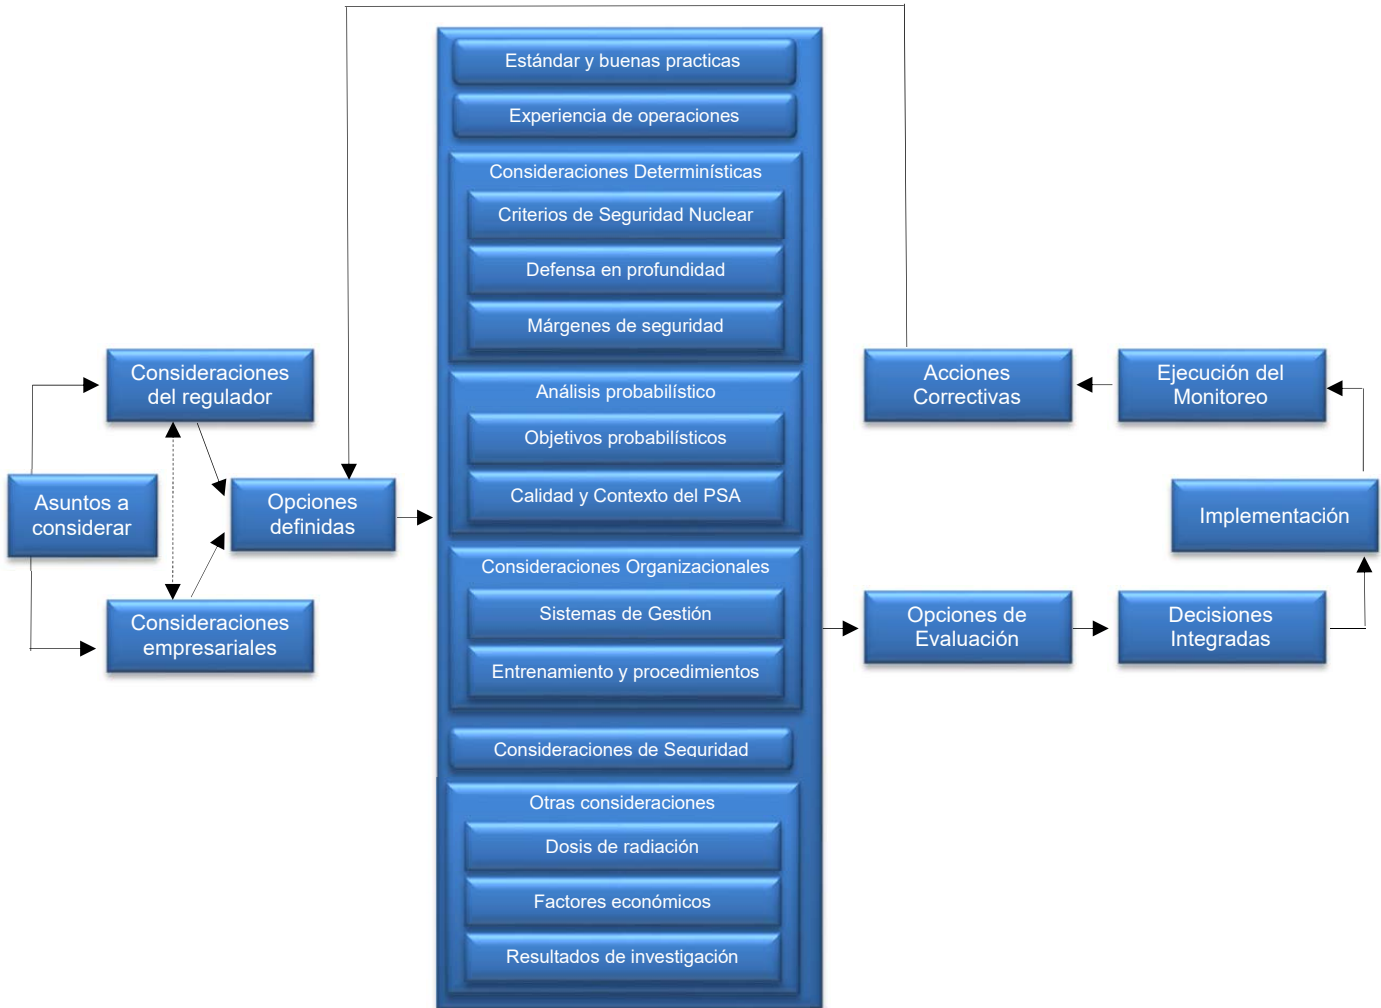 Asuntos a
considerar
Consideraciones
del regulador
Consideraciones
empresariales
Opciones
definidas
Estándar y buenas practicas
Experiencia de operaciones
Consideraciones Determinísticas
Criterios de Seguridad Nuclear
Defensa en profundidad
Márgenes de seguridad
Análisis probabilístico
Objetivos probabilísticos
Calidad y Contexto del PSA
Consideraciones Organizacionales
Sistemas de Gestión
Entrenamiento y procedimientos
Consideraciones de Seguridad
Otras consideraciones
Dosis de radiación
Factores económicos
Resultados de investigación
Opciones de
Evaluación
Decisiones
Integradas
Implementación
Ejecución del
Monitoreo
Acciones
Correctivas